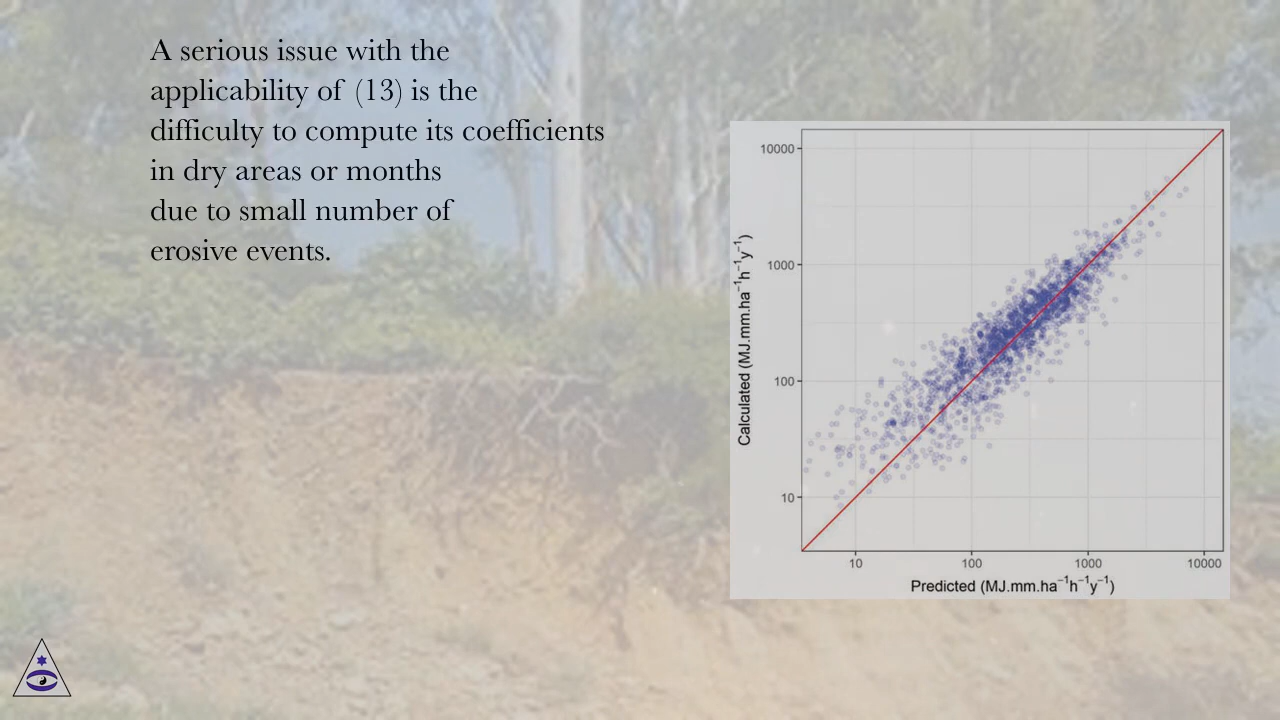 A serious issue with the
applicability of (13) is the
difficulty to compute its coefficients
in dry areas or months
due to small number of
erosive events.
10000
1000
100
10
Calculated (MJ.mm.ha⁻¹h⁻¹y⁻¹)
10 100 1000 10000
Predicted (MJ.mm.ha⁻¹h⁻¹y⁻¹)